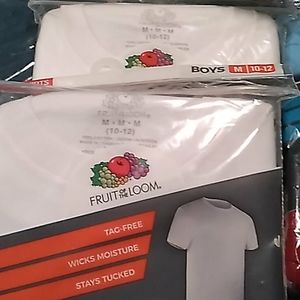 M • M • M
(10-12)
BOYS M 10-12
M • M • M
(10-12)
FRUIT OF THE LOOM
TAG-FREE
WICKS MOISTURE
STAYS TUCKED